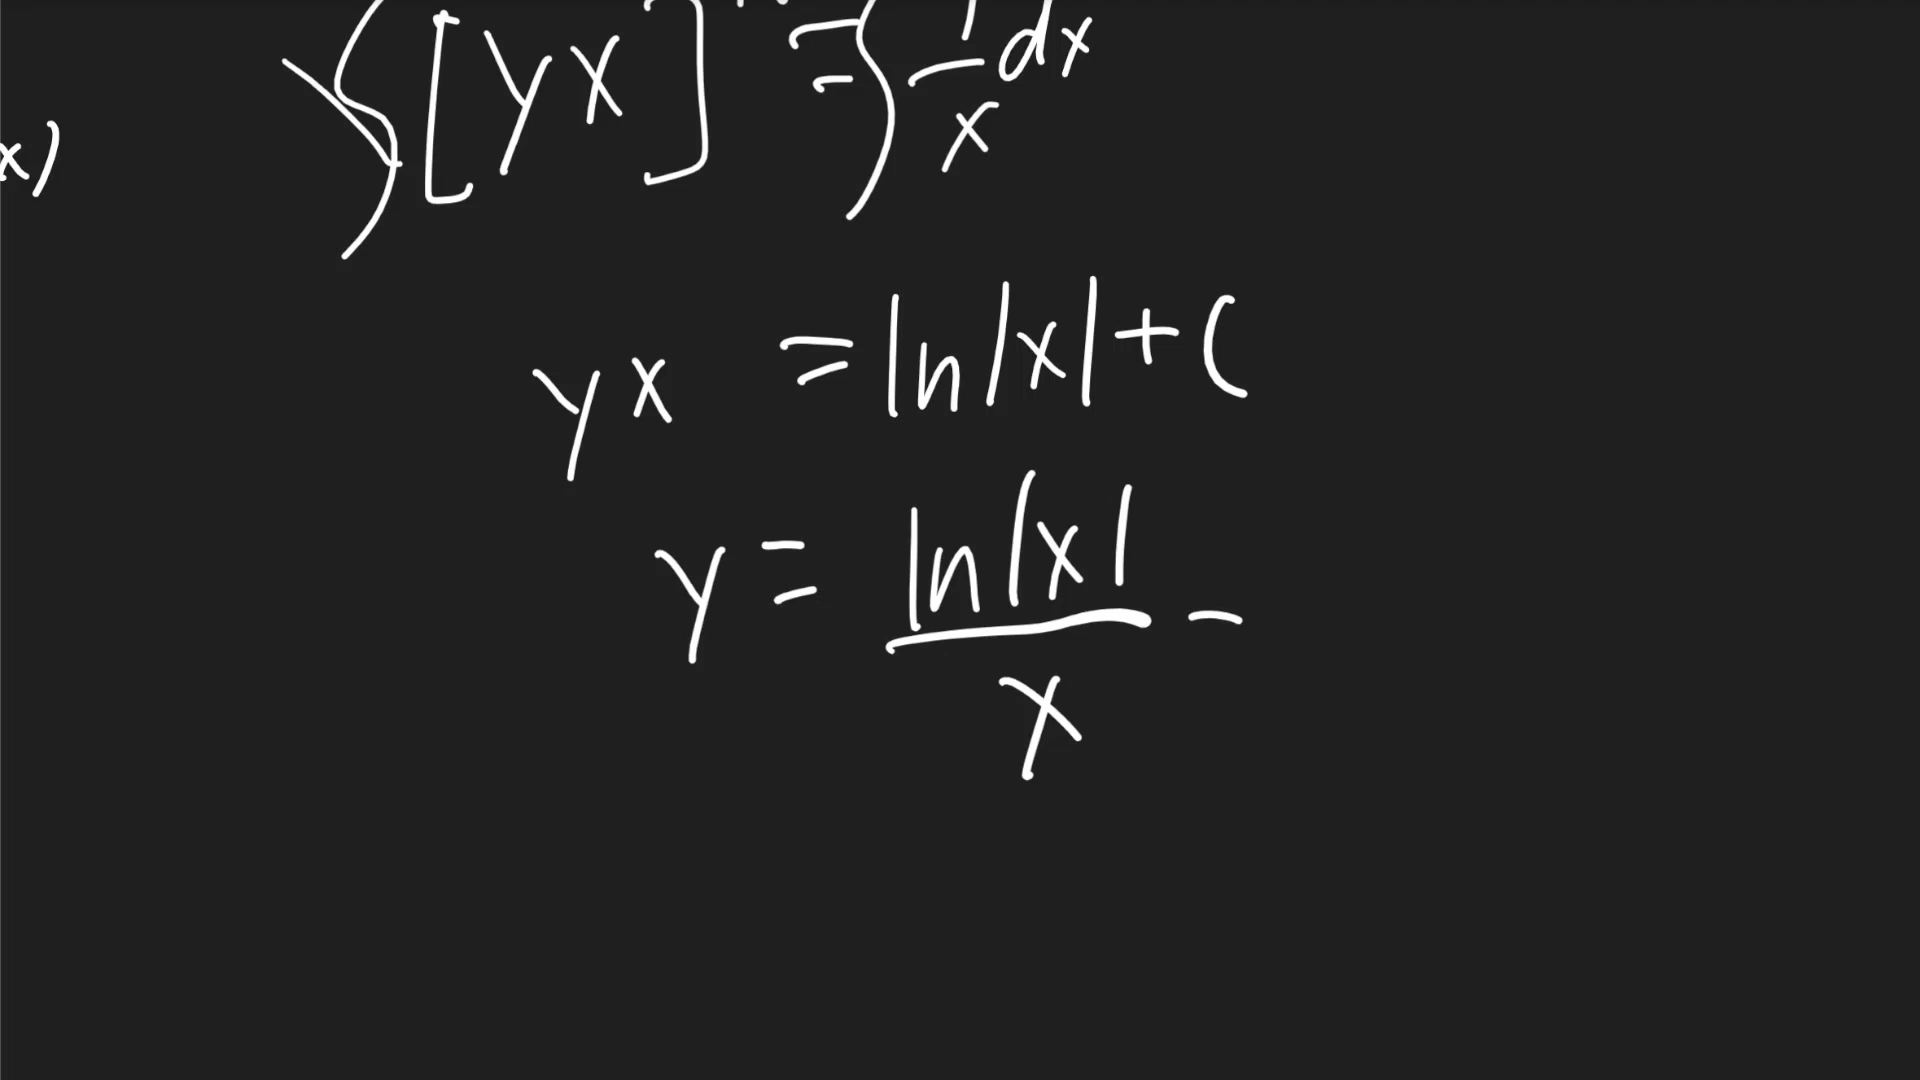 ∫[yx] = ∫ 1/x dx
x)
yx = ln|x| + C
y = ln|x|/x -